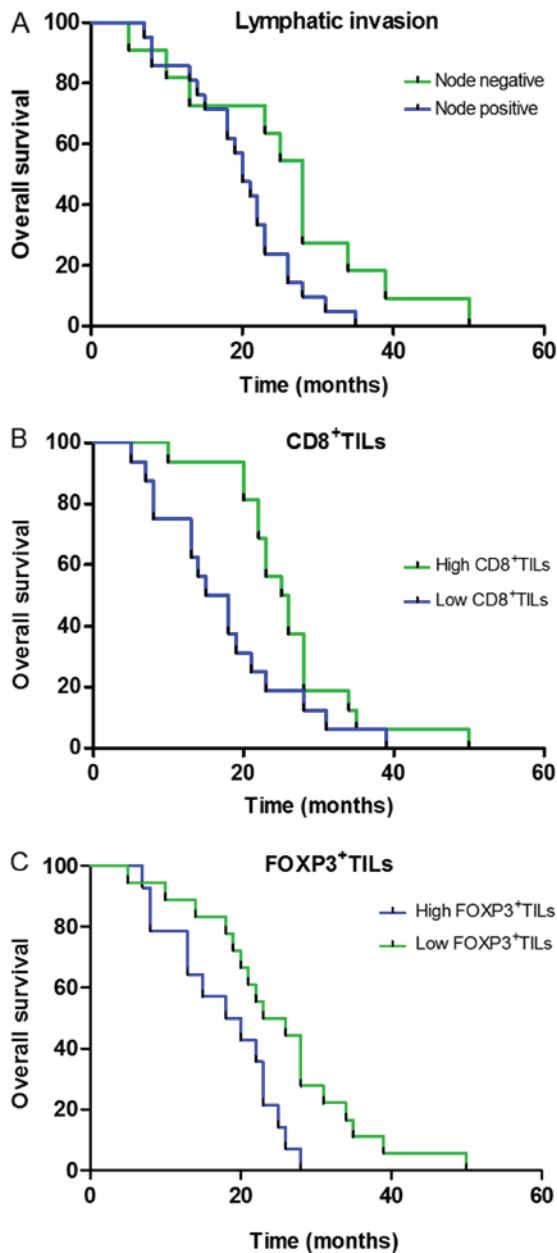 A
Lymphatic invasion
Overall survival
100
80
60
40
20
0
Node negative
Node positive
0 20 40 60
Time (months)
B
CD8⁺TILs
Overall survival
100
80
60
40
20
0
High CD8⁺TILs
Low CD8⁺TILs
0 20 40 60
Time (months)
C
FOXP3⁺TILs
Overall survival
100
80
60
40
20
0
High FOXP3⁺TILs
Low FOXP3⁺TILs
0 20 40 60
Time (months)